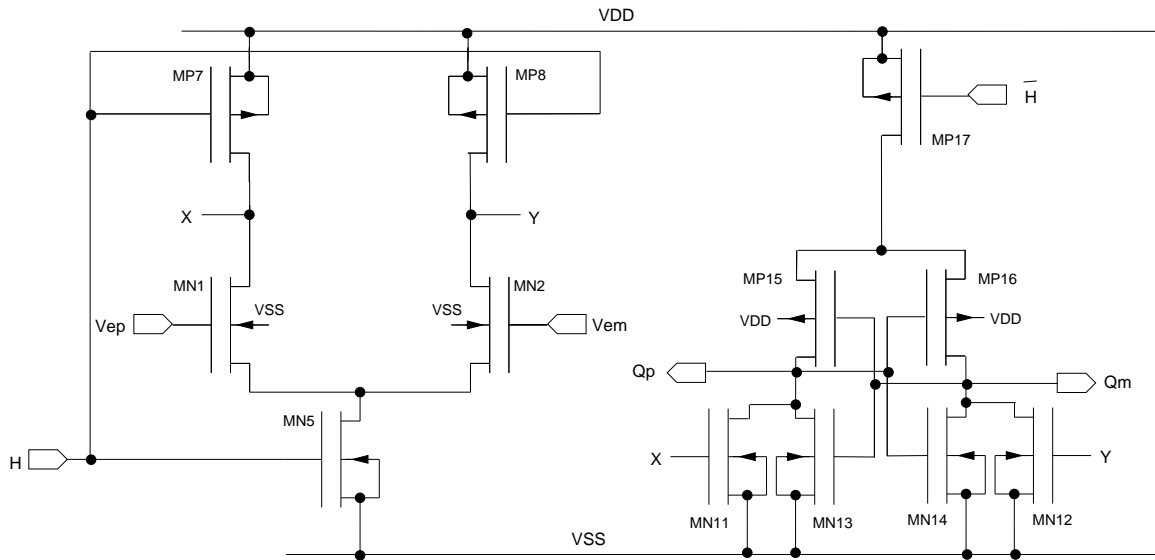 VDD
MP7
MP8
H
MP17
X
Y
MP15
MP16
MN1
MN2
VSS
VSS
VDD
VDD
Vep
Vem
Qp
Qm
MN5
H
X
Y
MN11
MN13
MN14
MN12
VSS